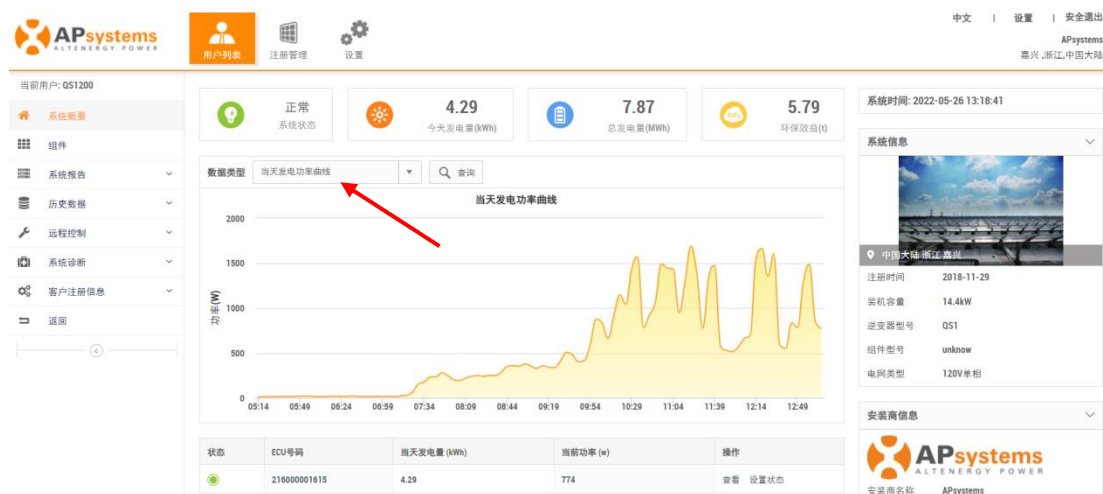 APsystems
ALTENERGY POWER
用户列表
注册管理
设置
中文 | 设置 | 安全退出
APsystems
嘉兴 ,浙江,中国大陆
当前用户: QS1200
系统概要
组件
系统报告
历史数据
远程控制
系统诊断
客户注册信息
返回
正常
系统状态
4.29
今天发电量(kWh)
7.87
总发电量(MWh)
CO₂
5.79
环保效益(t)
数据类型 当天发电功率曲线 查询
当天发电功率曲线
功率(W)
2000
1500
1000
500
0
05:14 05:49 06:24 06:59 07:34 08:09 08:44 09:19 09:54 10:29 11:04 11:39 12:14 12:49
状态 ECU号码 当天发电量 (kWh) 当前功率 (w) 操作
216000001615 4.29 774 查看 设置状态
系统时间: 2022-05-26 13:18:41
系统信息
中国大陆 浙江 嘉兴
注册时间 2018-11-29
装机容量 14.4kW
逆变器型号 QS1
组件型号 unknow
电网类型 120V单相
安装商信息
APsystems
ALTENERGY POWER
安装商名称 APsystems